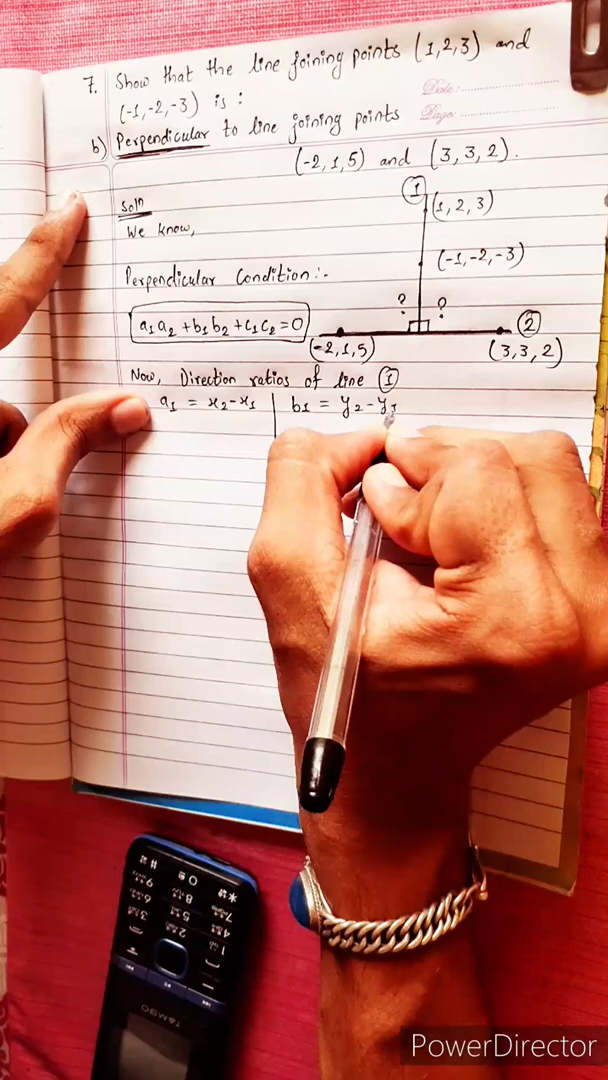 7. Show that the line joining points (1,2,3) and
(-1,-2,-3) is :
Date:
b) Perpendicular to line joining points
Page:
(-2,1,5) and (3,3,2).
Soln
We know,
Perpendicular Condition:-
a₁a₂ + b₁b₂ + c₁c₂ = 0
1
(1,2,3)
(-1,-2,-3)
? ?
2
(-2,1,5)
(3,3,2)
Now, Direction ratios of line 1
a₁ = x₂-x₁ | b₁ = y₂-y₁
TAMBO
PowerDirector